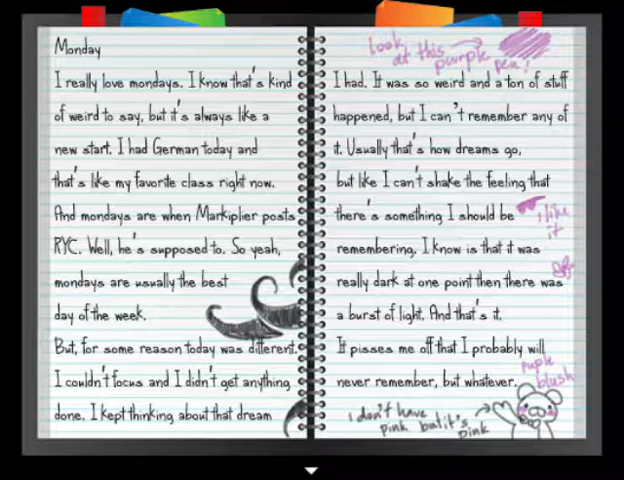 Monday
I really love mondays. I know that's kind
of weird to say, but it's always like a
new start. I had German today and
that's like my favorite class right now.
And mondays are when Markiplier posts
RYC. Well, he's supposed to. So yeah,
mondays are usually the best
day of the week.
But, for some reason today was different.
I couldn't focus and I didn't get anything
done. I kept thinking about that dream
Look
at this purple
pen!
I had. It was so weird and a ton of stuff
happened, but I can't remember any of
it. Usually that's how dreams go,
but like I can't shake the feeling that
there's something I should be
I like
it
remembering. I know is that it was
really dark at one point then there was
a burst of light. And that's it.
It pisses me off that I probably will
never remember, but whatever.
puple
blush
I don't have
pink but it's
pink